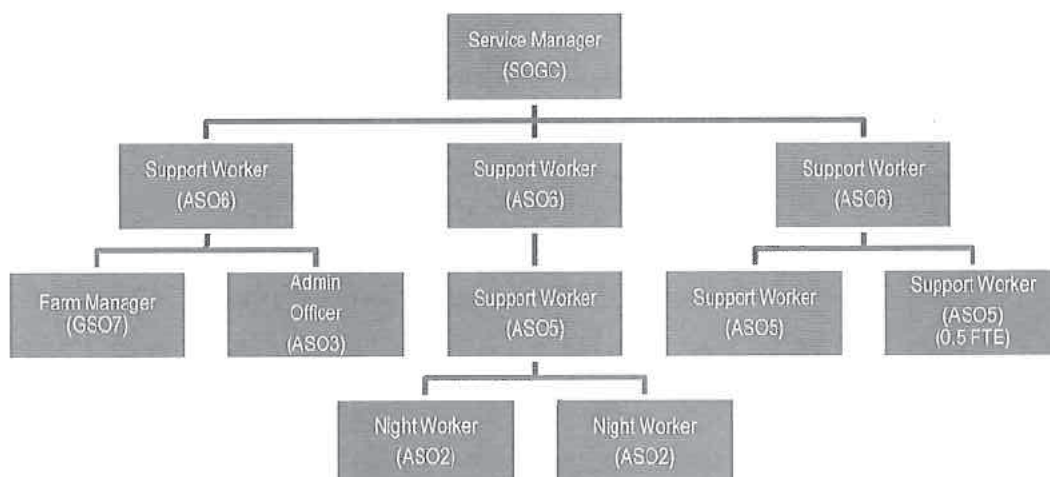 Service Manager
(SOGC)
Support Worker
(ASO6)
Support Worker
(ASO6)
Support Worker
(ASO6)
Farm Manager
(GSO7)
Admin
Officer
(ASO3)
Support Worker
(ASO5)
Support Worker
(ASO5)
Support Worker
(ASO5)
(0.5 FTE)
Night Worker
(ASO2)
Night Worker
(ASO2)